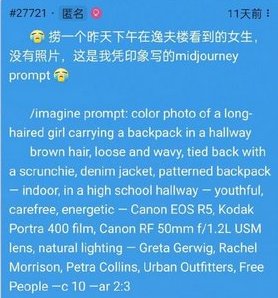 #27721 · 匿名 11天前
😭 捞一个昨天下午在逸夫楼看到的女生，
没有照片，这是我凭印象写的midjourney
prompt 😭
/imagine prompt: color photo of a long-
haired girl carrying a backpack in a hallway
brown hair, loose and wavy, tied back with
a scrunchie, denim jacket, patterned backpack
— indoor, in a high school hallway — youthful,
carefree, energetic — Canon EOS R5, Kodak
Portra 400 film, Canon RF 50mm f/1.2L USM
lens, natural lighting — Greta Gerwig, Rachel
Morrison, Petra Collins, Urban Outfitters, Free
People —c 10 —ar 2:3